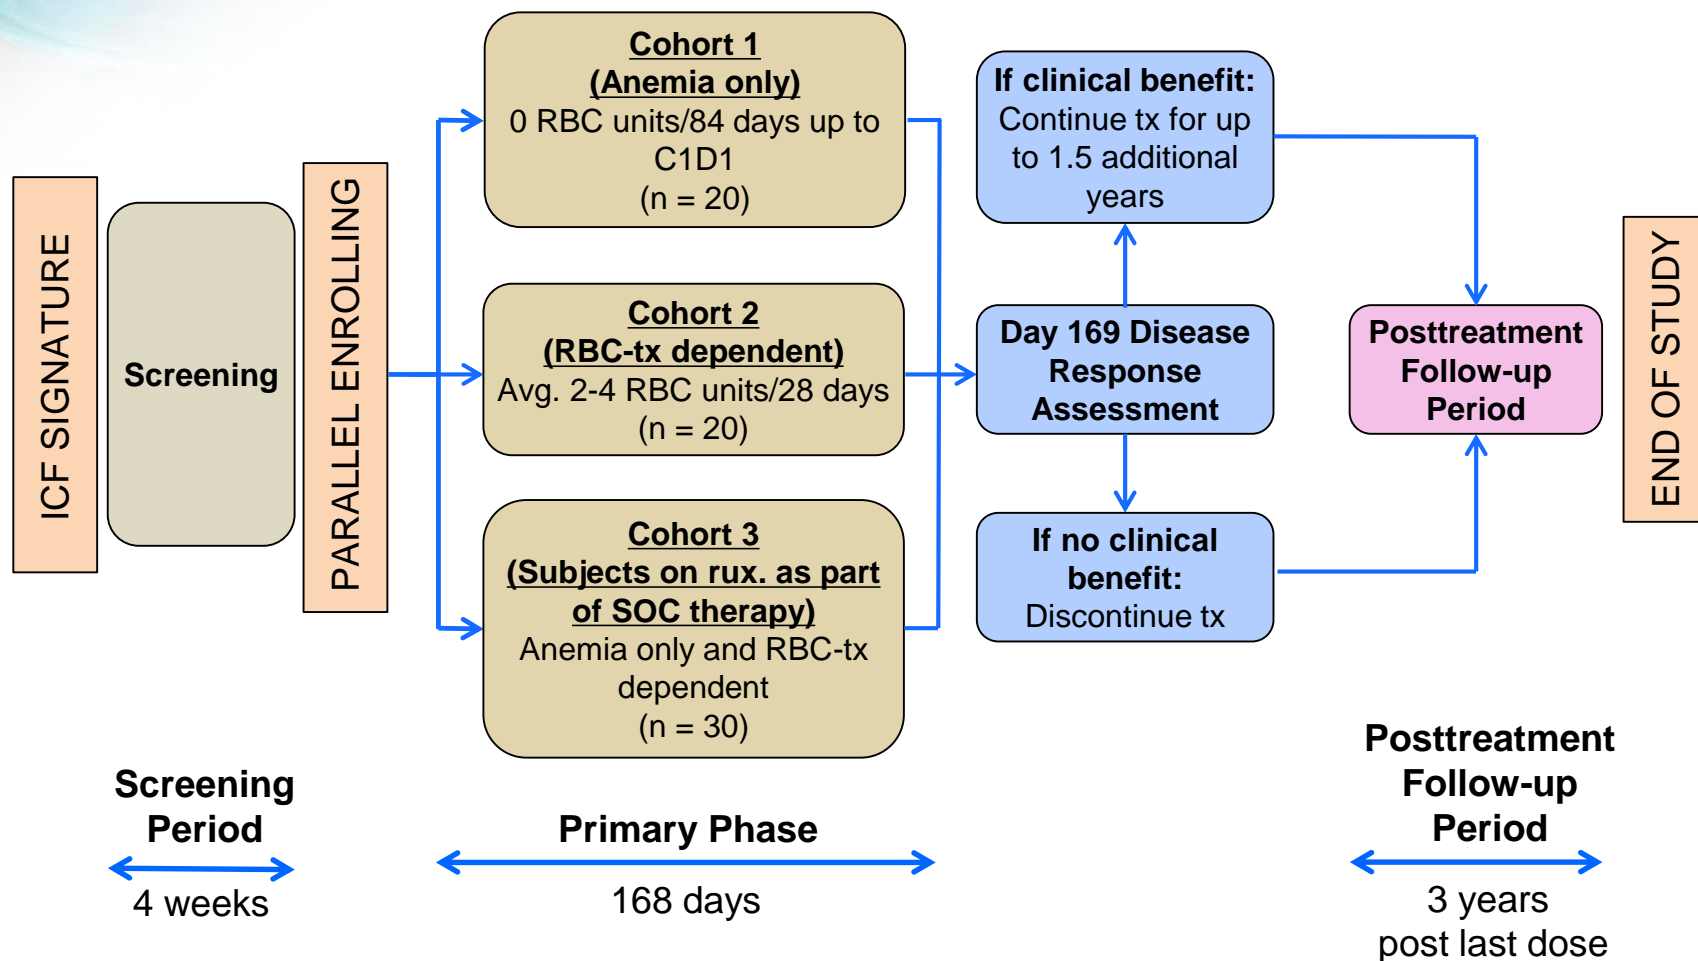 ICF SIGNATURE
Screening
PARALLEL ENROLLING
Cohort 1
(Anemia only)
0 RBC units/84 days up to
C1D1
(n = 20)
Cohort 2
(RBC-tx dependent)
Avg. 2-4 RBC units/28 days
(n = 20)
Cohort 3
(Subjects on rux. as part
of SOC therapy)
Anemia only and RBC-tx
dependent
(n = 30)
If clinical benefit:
Continue tx for up
to 1.5 additional
years
Day 169 Disease
Response
Assessment
If no clinical
benefit:
Discontinue tx
Posttreatment
Follow-up
Period
END OF STUDY
Screening
Period
4 weeks
Primary Phase
168 days
Posttreatment
Follow-up
Period
3 years
post last dose